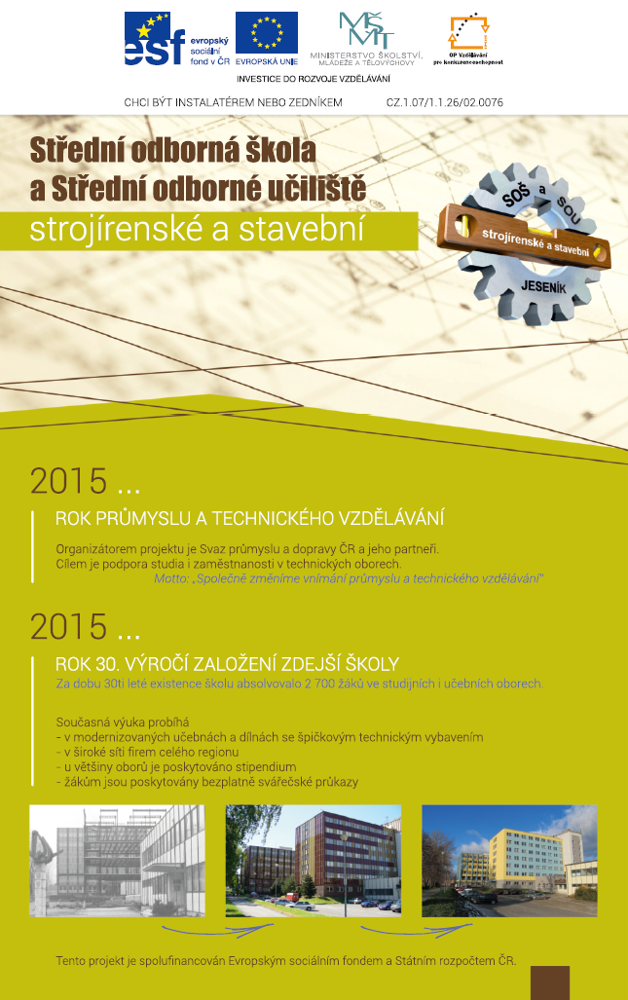 esf
evropský
sociální
fond v ČR
EVROPSKÁ UNIE
MŠMT
MINISTERSTVO ŠKOLSTVÍ,
MLÁDEŽE A TĚLOVÝCHOVY
OP Vzdělávání
pro konkurenceschopnost
INVESTICE DO ROZVOJE VZDĚLÁVÁNÍ
CHCI BÝT INSTALATÉREM NEBO ZEDNÍKEM CZ.1.07/1.1.26/02.0076
Střední odborná škola
a Střední odborné učiliště
strojírenské a stavební
SOŠ a SOU
strojírenské a stavební
JESENÍK
2015 ...
ROK PRŮMYSLU A TECHNICKÉHO VZDĚLÁVÁNÍ
Organizátorem projektu je Svaz průmyslu a dopravy ČR a jeho partneři.
Cílem je podpora studia i zaměstnanosti v technických oborech.
Motto: „Společně změníme vnímání průmyslu a technického vzdělávání"
2015 ...
ROK 30. VÝROČÍ ZALOŽENÍ ZDEJŠÍ ŠKOLY
Za dobu 30ti leté existence školu absolvovalo 2 700 žáků ve studijních i učebních oborech.
Současná výuka probíhá
- v modernizovaných učebnách a dílnách se špičkovým technickým vybavením
- v široké síti firem celého regionu
- u většiny oborů je poskytováno stipendium
- žákům jsou poskytovány bezplatně svářečské průkazy
Tento projekt je spolufinancován Evropským sociálním fondem a Státním rozpočtem ČR.